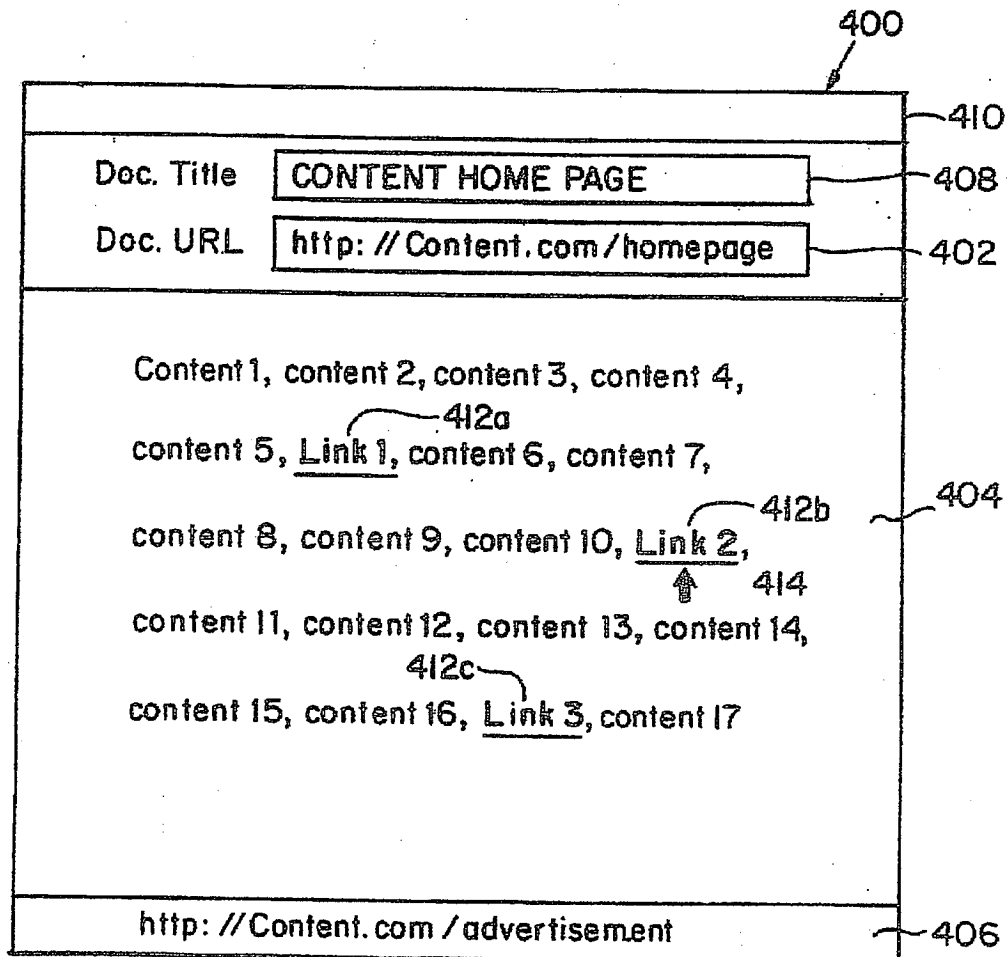 400
410
Doc. Title CONTENT HOME PAGE 408
Doc. URL http: //Content.com/homepage 402
Content 1, content 2, content 3, content 4,
412a
content 5, Link 1, content 6, content 7,
404
412b
content 8, content 9, content 10, Link 2,
414
content 11, content 12, content 13, content 14,
412c
content 15, content 16, Link 3, content 17
http: //Content.com/advertisement 406